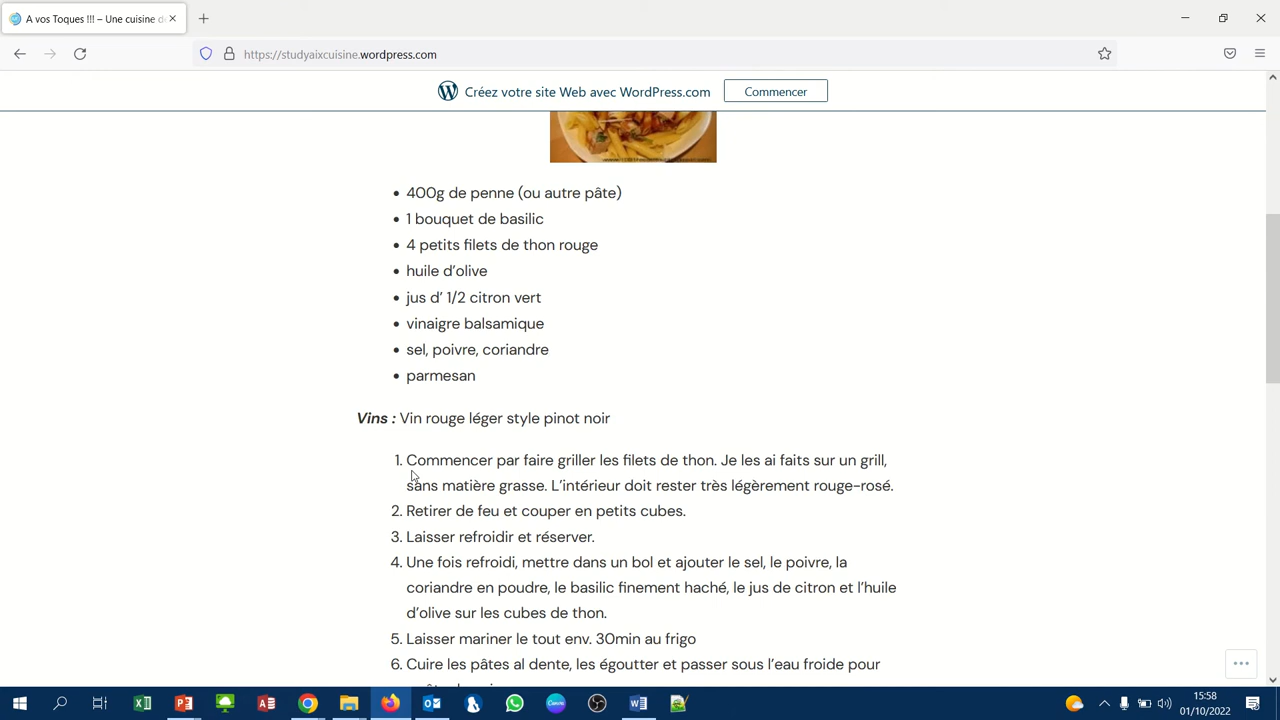 A vos Toques !!! – Une cuisine d
https://studyaixcuisine.wordpress.com
Créez votre site Web avec WordPress.com
Commencer
• 400g de penne (ou autre pâte)
• 1 bouquet de basilic
• 4 petits filets de thon rouge
• huile d’olive
• jus d’ 1/2 citron vert
• vinaigre balsamique
• sel, poivre, coriandre
• parmesan
Vins : Vin rouge léger style pinot noir
1. Commencer par faire griller les filets de thon. Je les ai faits sur un grill,
sans matière grasse. L’intérieur doit rester très légèrement rouge-rosé.
2. Retirer de feu et couper en petits cubes.
3. Laisser refroidir et réserver.
4. Une fois refroidi, mettre dans un bol et ajouter le sel, le poivre, la
coriandre en poudre, le basilic finement haché, le jus de citron et l’huile
d’olive sur les cubes de thon.
5. Laisser mariner le tout env. 30min au frigo
6. Cuire les pâtes al dente, les égoutter et passer sous l’eau froide pour
15:58
01/10/2022